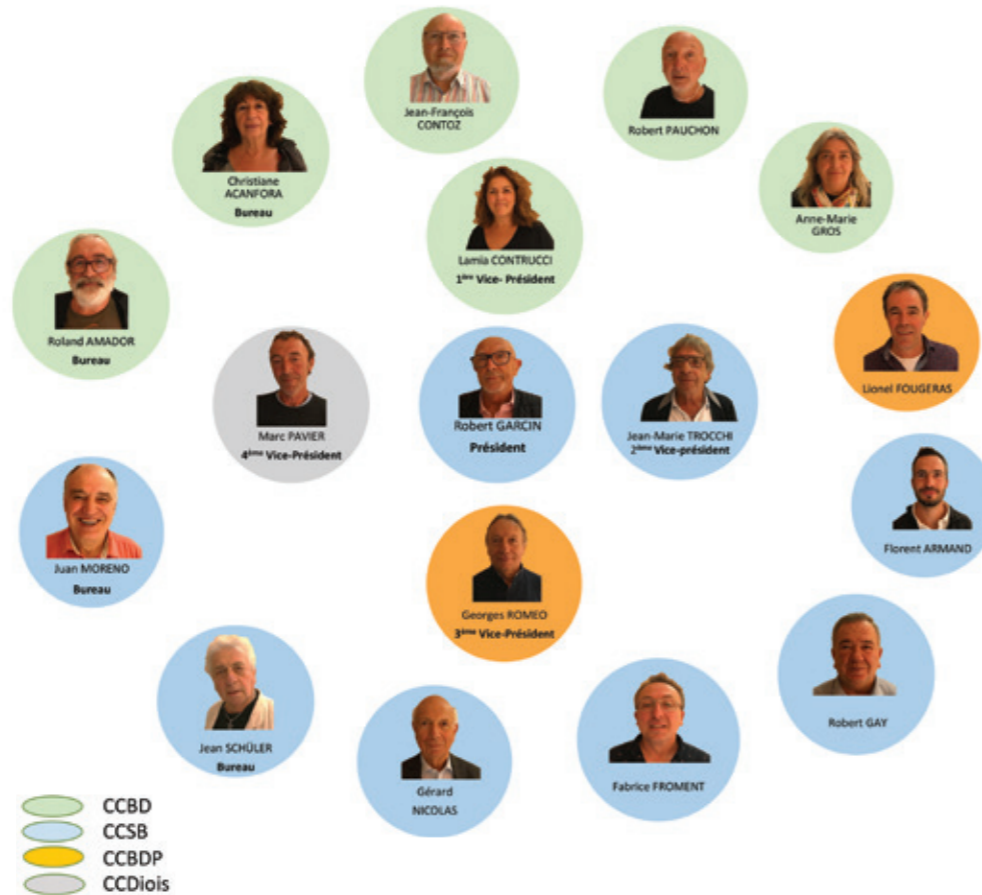 Jean-François
CONTOZ
Robert PAUCHON
Christiane
ACANFORA
Bureau
Anne-Marie
GROS
Lamia CONTRUCCI
1ère Vice- Président
Roland AMADOR
Bureau
Lionel FOUGERAS
Marc PAVIER
4ème Vice-Président
Robert GARCIN
Président
Jean-Marie TROCCHI
2ème Vice-président
Juan MORENO
Bureau
Florent ARMAND
Georges ROMEO
3ème Vice-Président
Robert GAY
Jean SCHÜLER
Bureau
Gérard
NICOLAS
Fabrice FROMENT
CCBD
CCSB
CCBDP
CCDiois